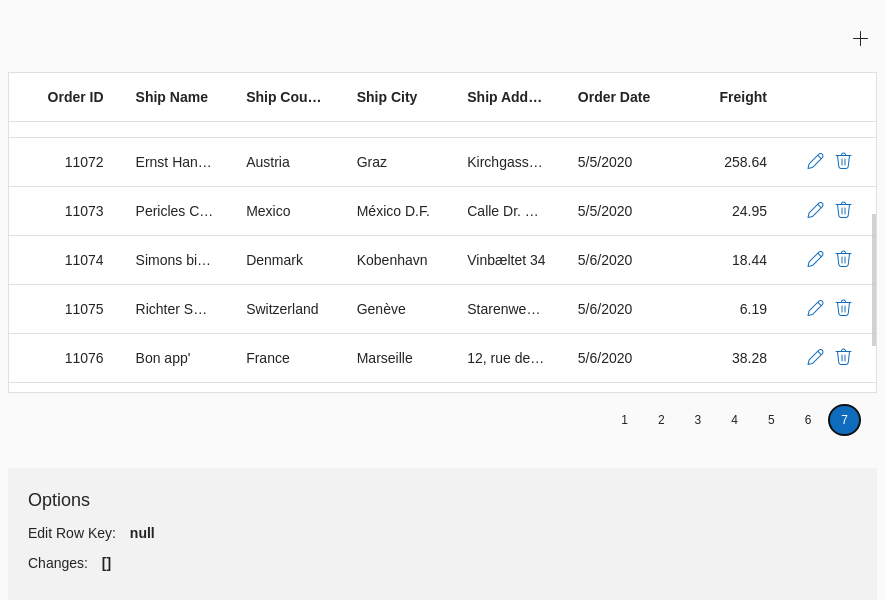 Order ID Ship Name Ship Cou… Ship City Ship Add… Order Date Freight
11072 Ernst Han… Austria Graz Kirchgass… 5/5/2020 258.64
11073 Pericles C… Mexico México D.F. Calle Dr. … 5/5/2020 24.95
11074 Simons bi… Denmark Kobenhavn Vinbæltet 34 5/6/2020 18.44
11075 Richter S… Switzerland Genève Starenwe… 5/6/2020 6.19
11076 Bon app' France Marseille 12, rue de… 5/6/2020 38.28
1 2 3 4 5 6 7
Options
Edit Row Key: null
Changes: []